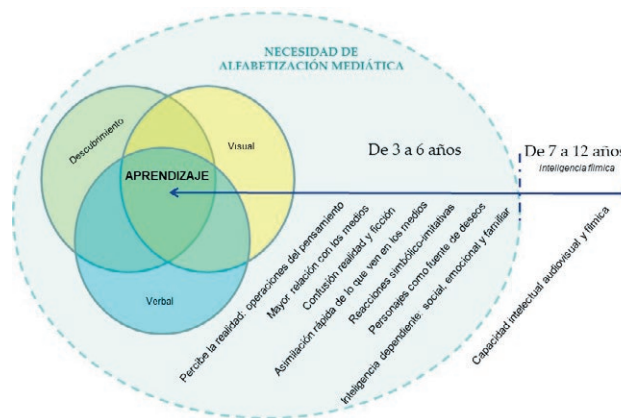 NECESIDAD DE
ALFABETIZACIÓN MEDIÁTICA
Descubrimiento
Visual
APRENDIZAJE
Verbal
De 3 a 6 años
De 7 a 12 años
Inteligencia fílmica
Percibe la realidad: operaciones del pensamiento
Mayor relación con los medios
Confusión realidad y ficción
Asimilación rápida de lo que ven en los medios
Reacciones simbólico-imitativas
Personajes como fuente de deseos
Inteligencia dependiente: social, emocional y familiar
Capacidad intelectual audiovisual y fílmica